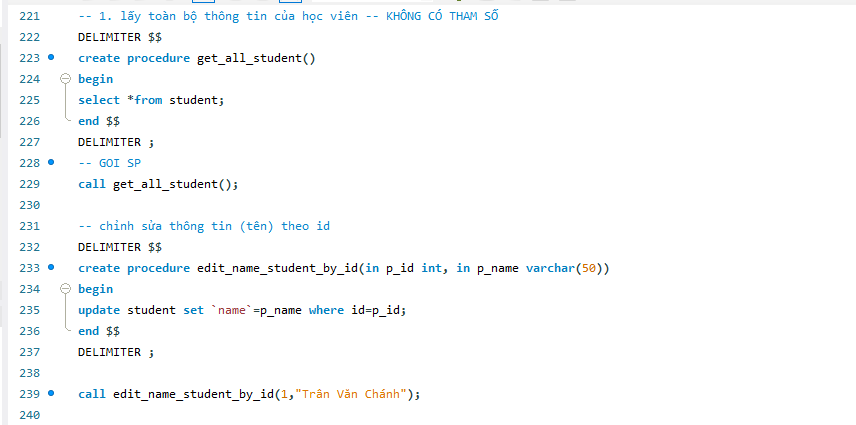 221 -- 1. lấy toàn bộ thông tin của học viên -- KHÔNG CÓ THAM SỐ
222 DELIMITER $$
223 create procedure get_all_student()
224 begin
225 select *from student;
226 end $$
227 DELIMITER ;
228 -- GOI SP
229 call get_all_student();
230
231 -- chỉnh sửa thông tin (tên) theo id
232 DELIMITER $$
233 create procedure edit_name_student_by_id(in p_id int, in p_name varchar(50))
234 begin
235 update student set `name`=p_name where id=p_id;
236 end $$
237 DELIMITER ;
238
239 call edit_name_student_by_id(1,"Trân Văn Chánh");
240